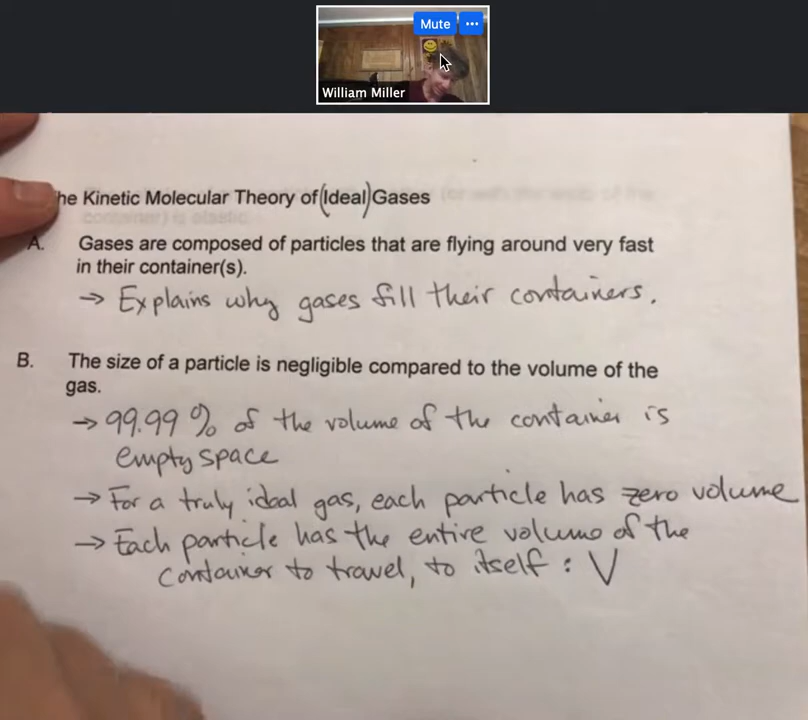 Mute ...
William Miller
he Kinetic Molecular Theory of (Ideal) Gases
A. Gases are composed of particles that are flying around very fast
in their container(s).
→ Explains why gases fill their containers.
B. The size of a particle is negligible compared to the volume of the
gas.
→ 99.99 % of the volume of the container is
empty space
→ For a truly ideal gas, each particle has zero volume
→ Each particle has the entire volume of the
container to travel, to itself : V